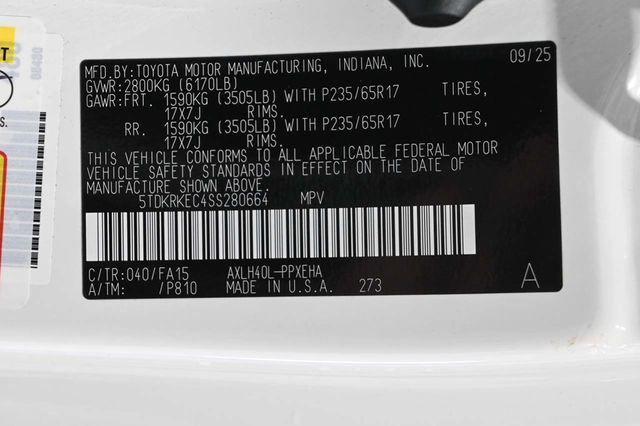 MFD.BY:TOYOTA MOTOR MANUFACTURING, INDIANA, INC. 09/25
GVWR:2800KG (6170LB)
GAWR:FRT. 1590KG (3505LB) WITH P235/65R17 TIRES,
17X7J RIMS.
RR. 1590KG (3505LB) WITH P235/65R17 TIRES,
17X7J RIMS.
THIS VEHICLE CONFORMS TO ALL APPLICABLE FEDERAL MOTOR
VEHICLE SAFETY STANDARDS IN EFFECT ON THE DATE OF
MANUFACTURE SHOWN ABOVE.
5TDKRKEC4SS280664 MPV
C/TR:040/FA15 AXLH40L-PPXEHA
A/TM: /P810 MADE IN U.S.A. 273 A